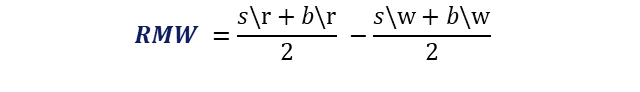 RMW = s\r + b\r / 2 − s\w + b\w / 2